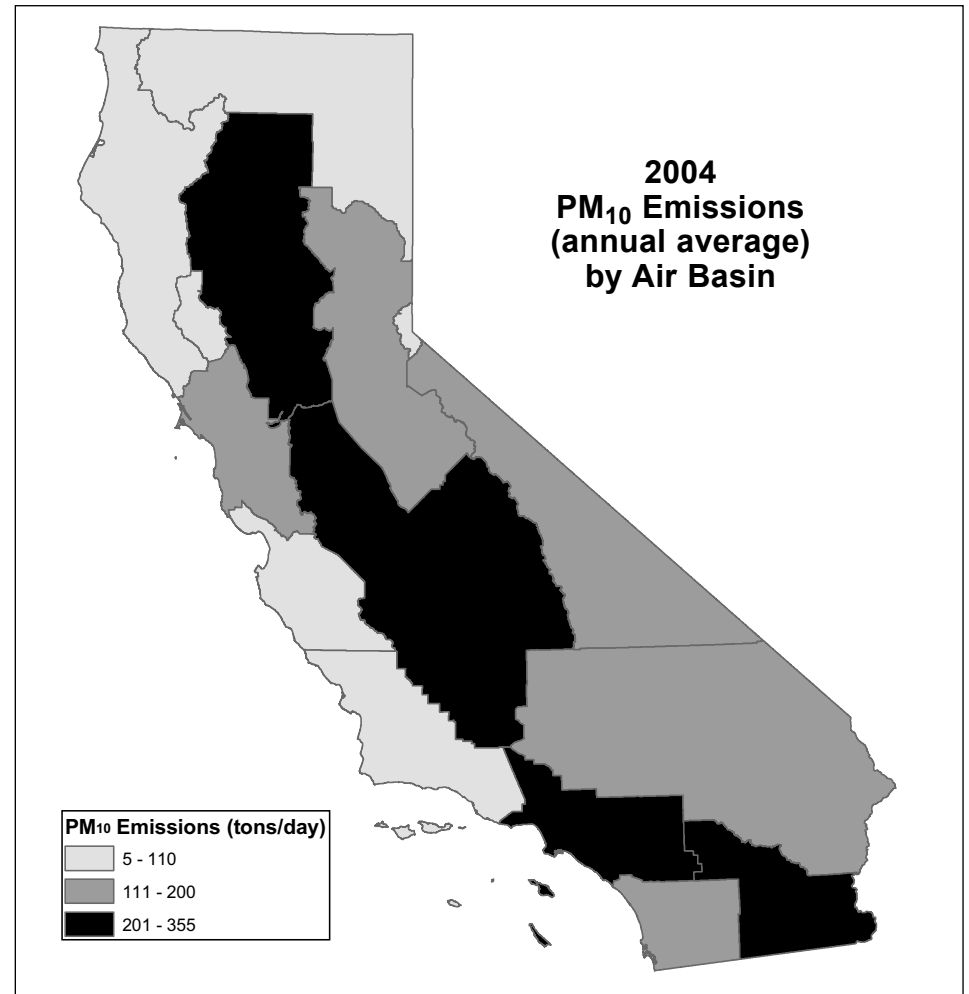 2004
PM10 Emissions
(annual average)
by Air Basin
PM10 Emissions (tons/day)
5 - 110
111 - 200
201 - 355